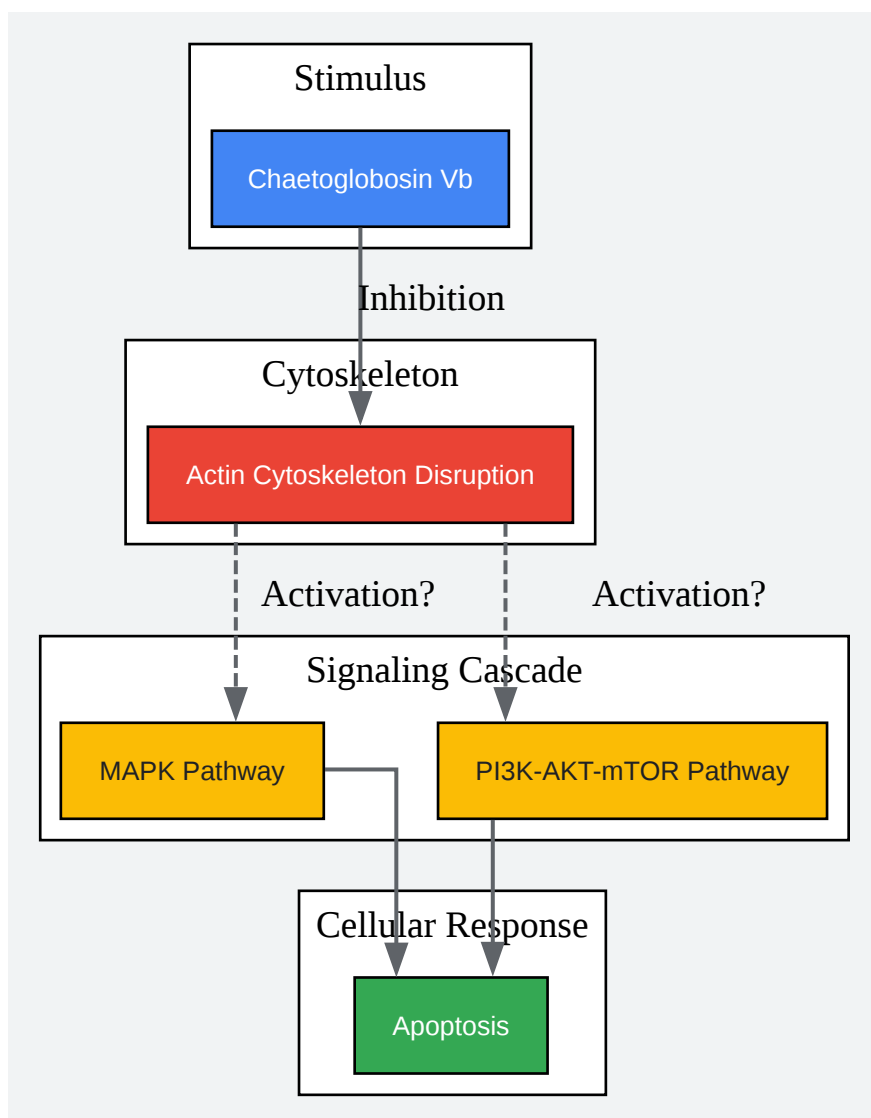 Stimulus
Chaetoglobosin Vb
Inhibition
Cytoskeleton
Actin Cytoskeleton Disruption
Activation?
Activation?
Signaling Cascade
MAPK Pathway
PI3K-AKT-mTOR Pathway
Cellular Response
Apoptosis